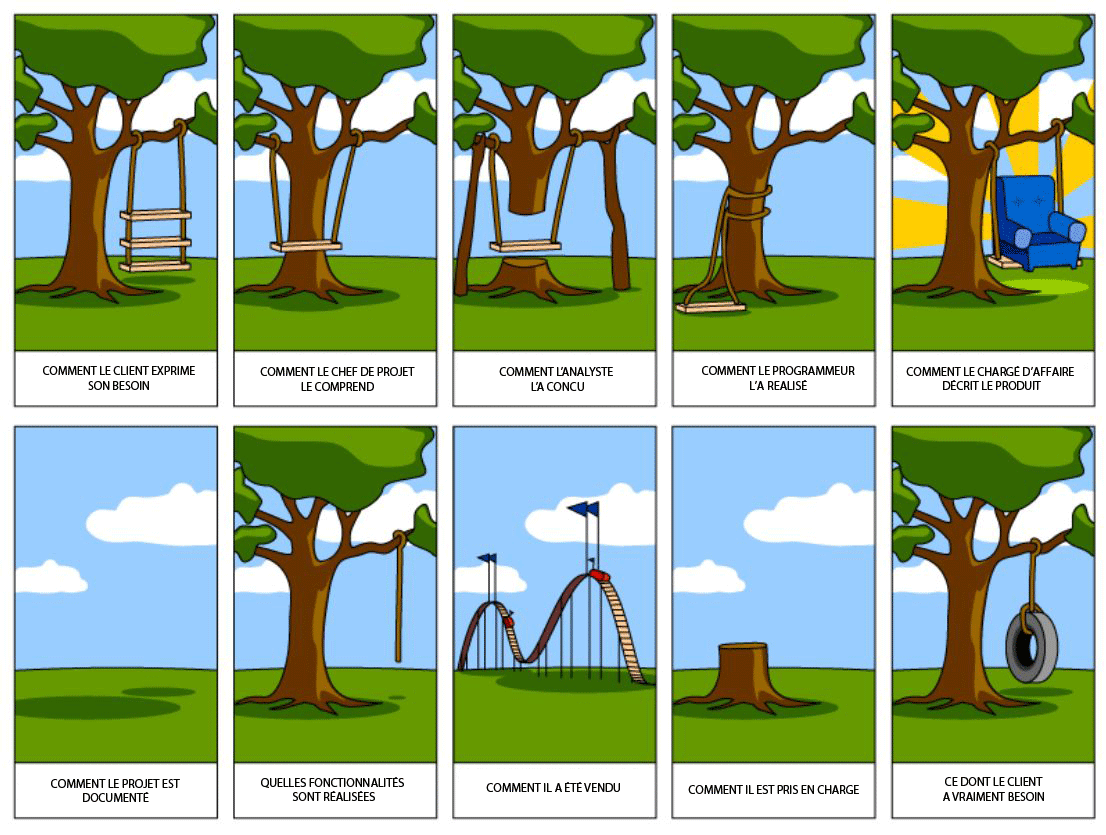 COMMENT LE CLIENT EXPRIME
SON BESOIN
COMMENT LE CHEF DE PROJET
LE COMPREND
COMMENT L'ANALYSTE
L'A CONCU
COMMENT LE PROGRAMMEUR
L'A REALISÉ
COMMENT LE CHARGÉ D'AFFAIRE
DÉCRIT LE PRODUIT
COMMENT LE PROJET EST
DOCUMENTÉ
QUELLES FONCTIONNALITÉS
SONT RÉALISÉES
COMMENT IL A ÉTÉ VENDU
COMMENT IL EST PRIS EN CHARGE
CE DONT LE CLIENT
A VRAIMENT BESOIN